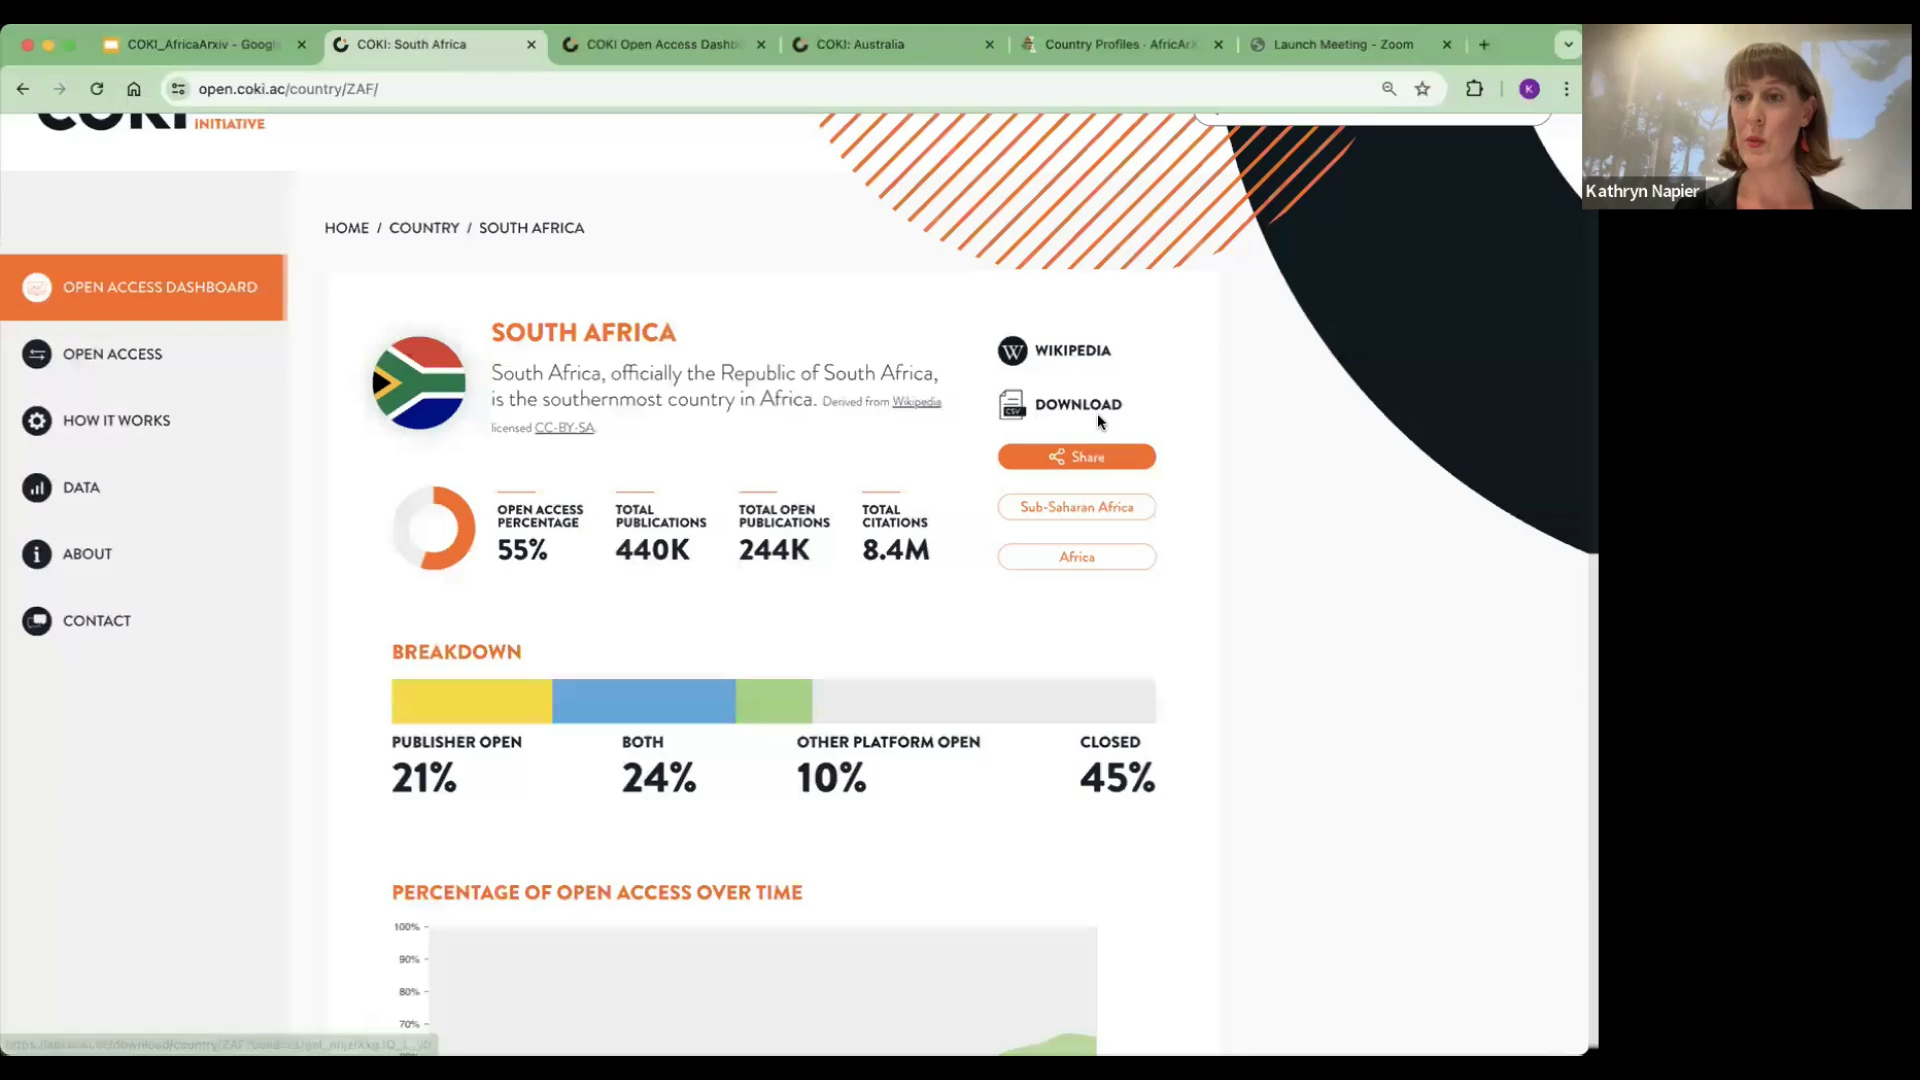 COKI_AfricaArxiv - Googl
COKI: South Africa
COKI Open Access Dashb
COKI: Australia
Country Profiles · AfricArX
Launch Meeting - Zoom
open.coki.ac/country/ZAF/
K
Kathryn Napier
COKI INITIATIVE
HOME / COUNTRY / SOUTH AFRICA
OPEN ACCESS DASHBOARD
OPEN ACCESS
HOW IT WORKS
DATA
ABOUT
CONTACT
SOUTH AFRICA
South Africa, officially the Republic of South Africa,
is the southernmost country in Africa. Derived from Wikipedia
licensed CC-BY-SA.
W WIKIPEDIA
CSV DOWNLOAD
Share
Sub-Saharan Africa
Africa
OPEN ACCESS
PERCENTAGE
55%
TOTAL
PUBLICATIONS
440K
TOTAL OPEN
PUBLICATIONS
244K
TOTAL
CITATIONS
8.4M
BREAKDOWN
PUBLISHER OPEN
21%
BOTH
24%
OTHER PLATFORM OPEN
10%
CLOSED
45%
PERCENTAGE OF OPEN ACCESS OVER TIME
100%
90%
80%
70%